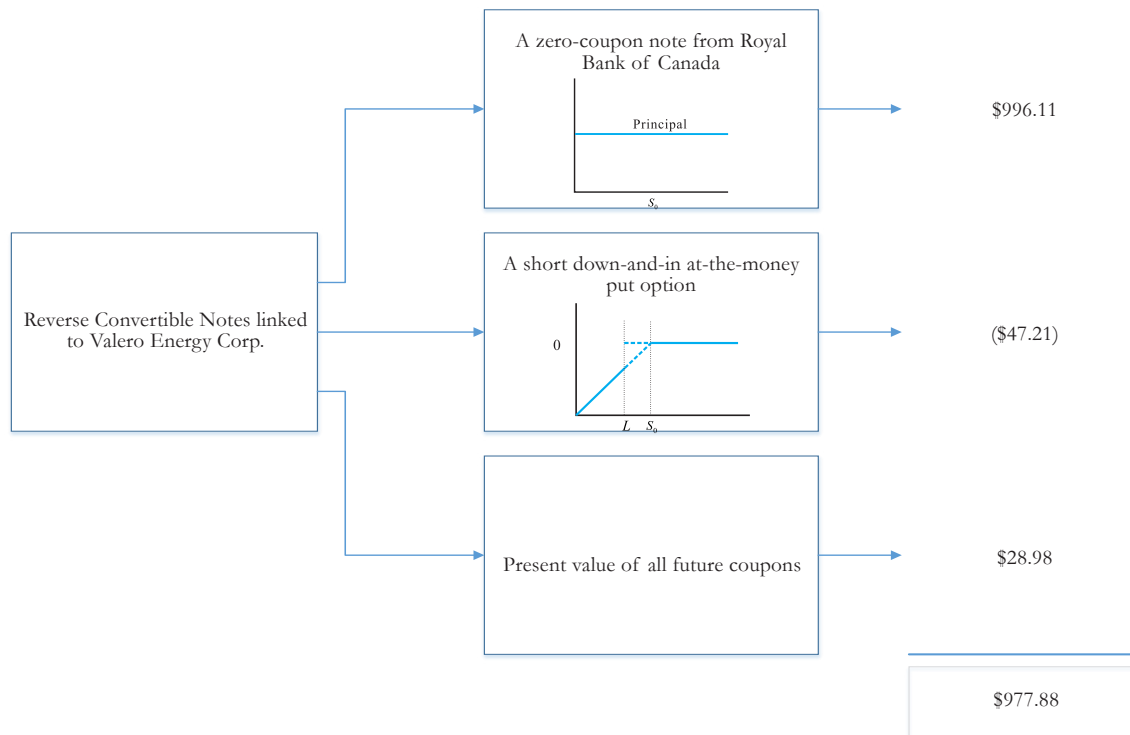 A zero-coupon note from Royal
Bank of Canada
Principal
S₀
$996.11
Reverse Convertible Notes linked
to Valero Energy Corp.
A short down-and-in at-the-money
put option
0
L S₀
($47.21)
Present value of all future coupons
$28.98
$977.88